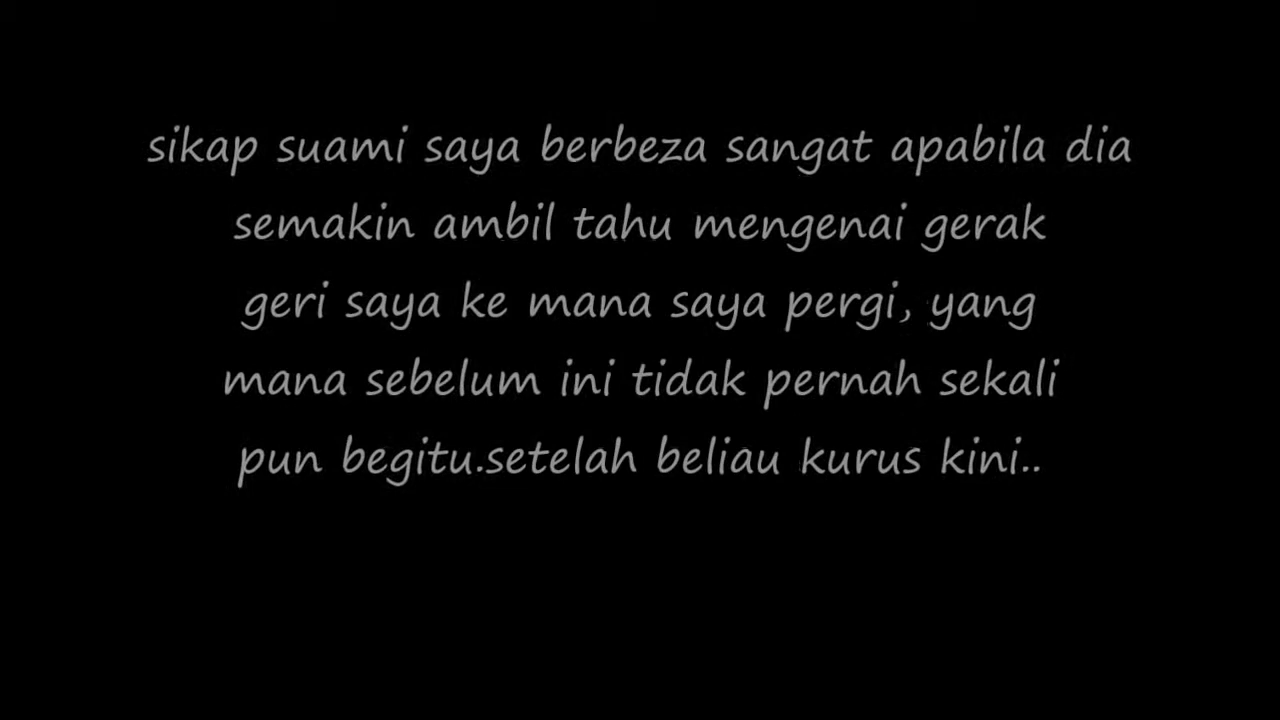 sikap suami saya berbeza sangat apabila dia
semakin ambil tahu mengenai gerak
geri saya ke mana saya pergi, yang
mana sebelum ini tidak pernah sekali
pun begitu.setelah beliau kurus kini..